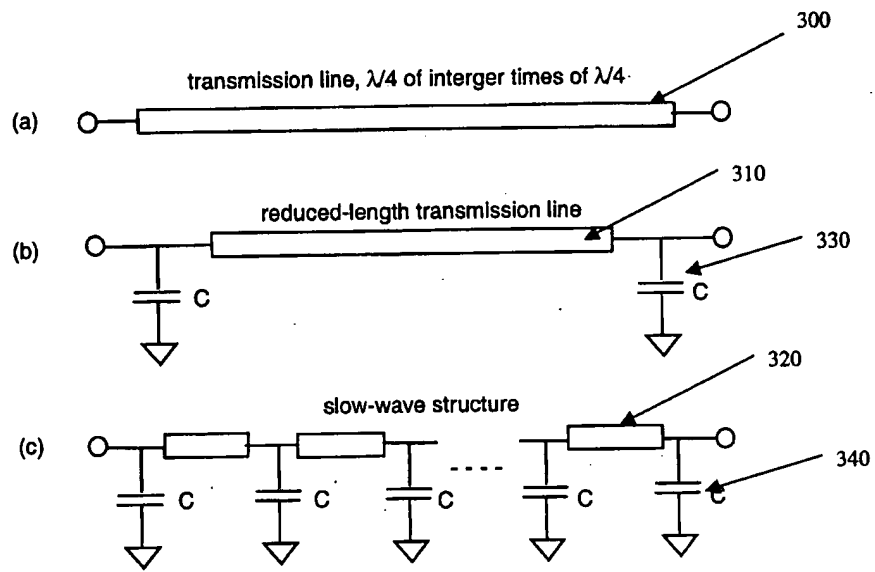 300
transmission line, λ/4 of interger times of λ/4
(a)
310
reduced-length transmission line
(b)
330
C
C
320
slow-wave structure
(c)
340
C
C
C
C
C